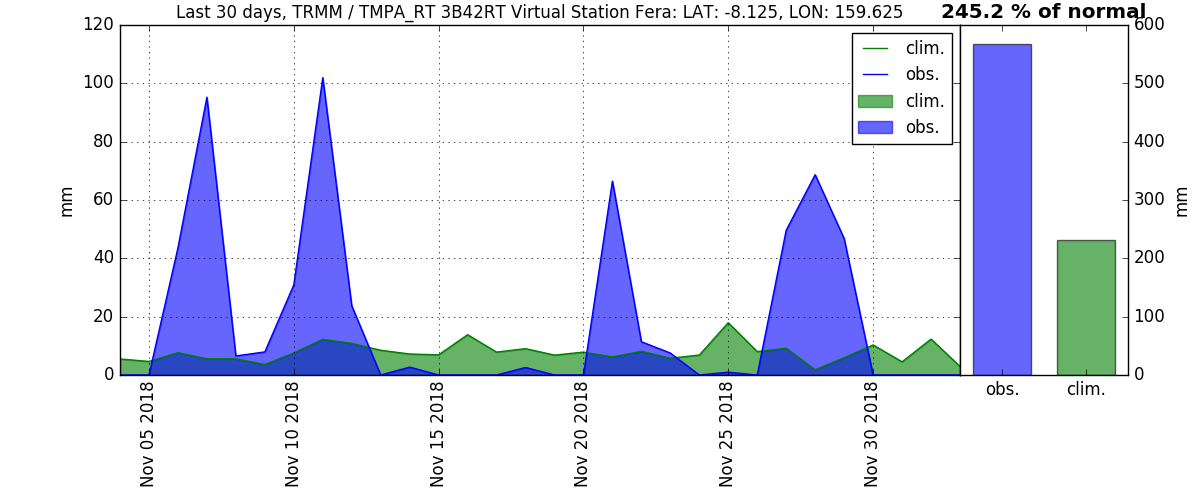 Last 30 days, TRMM / TMPA_RT 3B42RT Virtual Station Fera: LAT: -8.125, LON: 159.625
245.2 % of normal
120
100
80
60
40
20
0
mm
clim.
obs.
clim.
obs.
Nov 05 2018
Nov 10 2018
Nov 15 2018
Nov 20 2018
Nov 25 2018
Nov 30 2018
600
500
400
300
200
100
0
mm
obs.
clim.